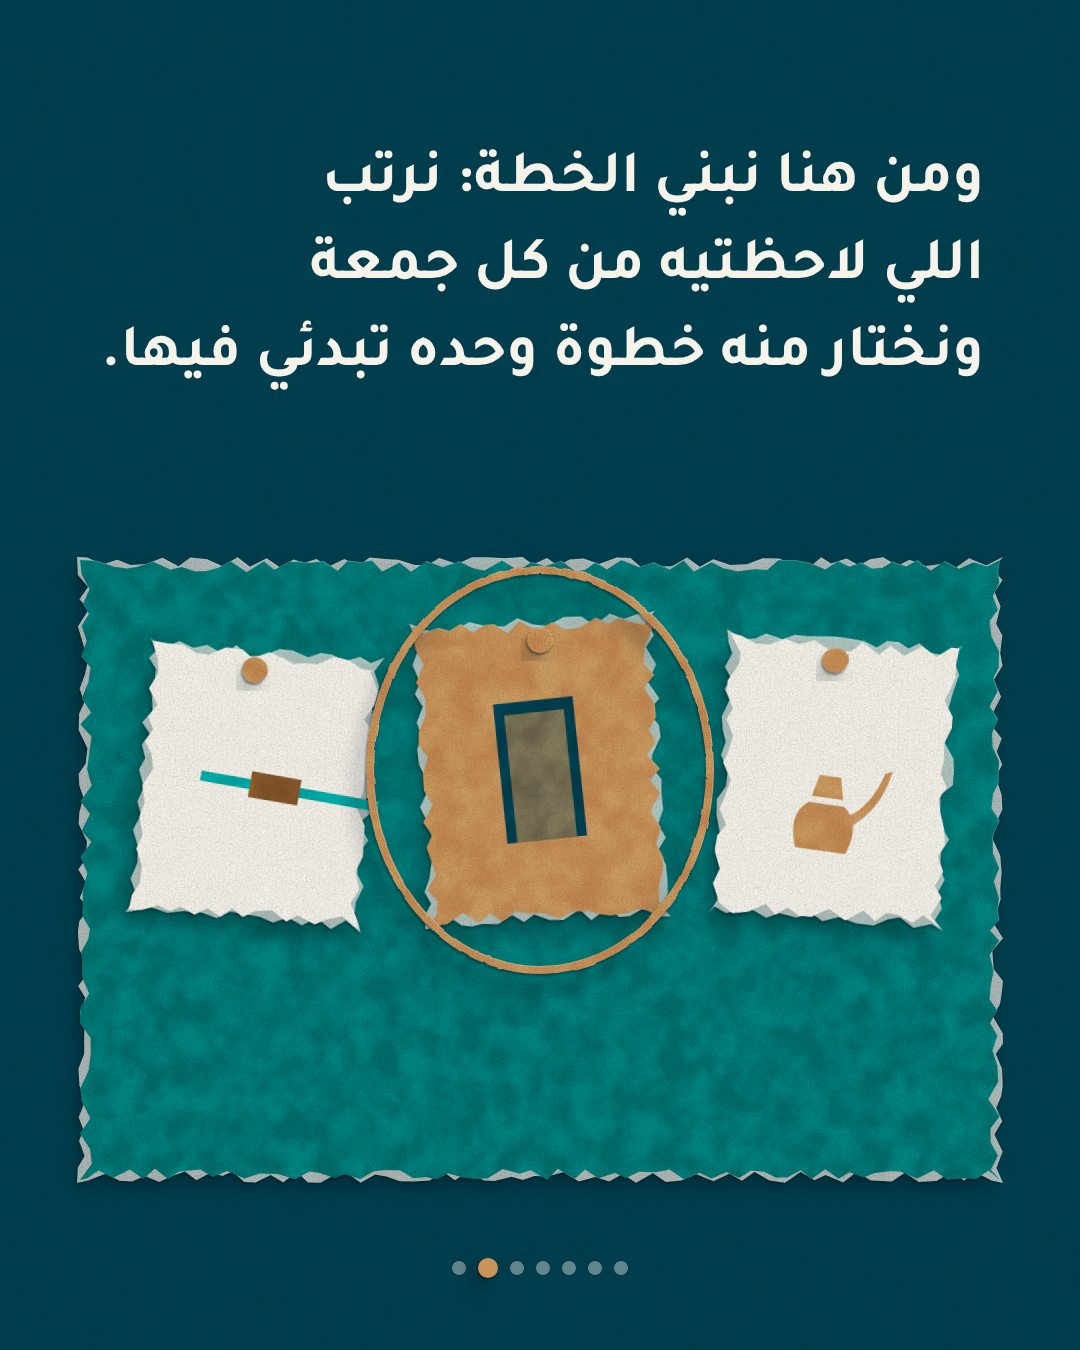 ومن هنا نبني الخطة: نرتب
اللي لاحظتيه من كل جمعة
ونختار منه خطوة وحده تبدئي فيها.